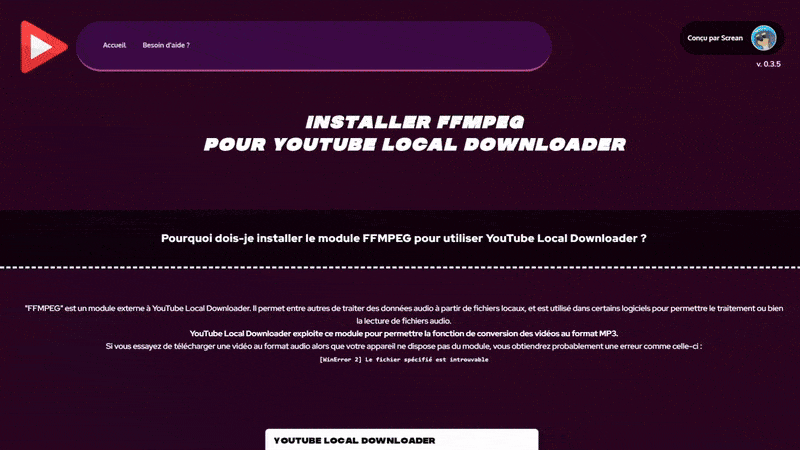 Accueil
Besoin d'aide ?
Conçu par Screan
v. 0.3.5
INSTALLER FFMPEG
POUR YOUTUBE LOCAL DOWNLOADER
Pourquoi dois-je installer le module FFMPEG pour utiliser YouTube Local Downloader ?
"FFMPEG" est un module externe à YouTube Local Downloader. Il permet entre autres de traiter des données audio à partir de fichiers locaux, et est utilisé dans certains logiciels pour permettre le traitement ou bien
la lecture de fichiers audio.
YouTube Local Downloader exploite ce module pour permettre la fonction de conversion des vidéos au format MP3.
Si vous essayez de télécharger une vidéo au format audio alors que votre appareil ne dispose pas du module, vous obtiendrez probablement une erreur comme celle-ci :
[WinError 2] Le fichier spécifié est introuvable
YOUTUBE LOCAL DOWNLOADER